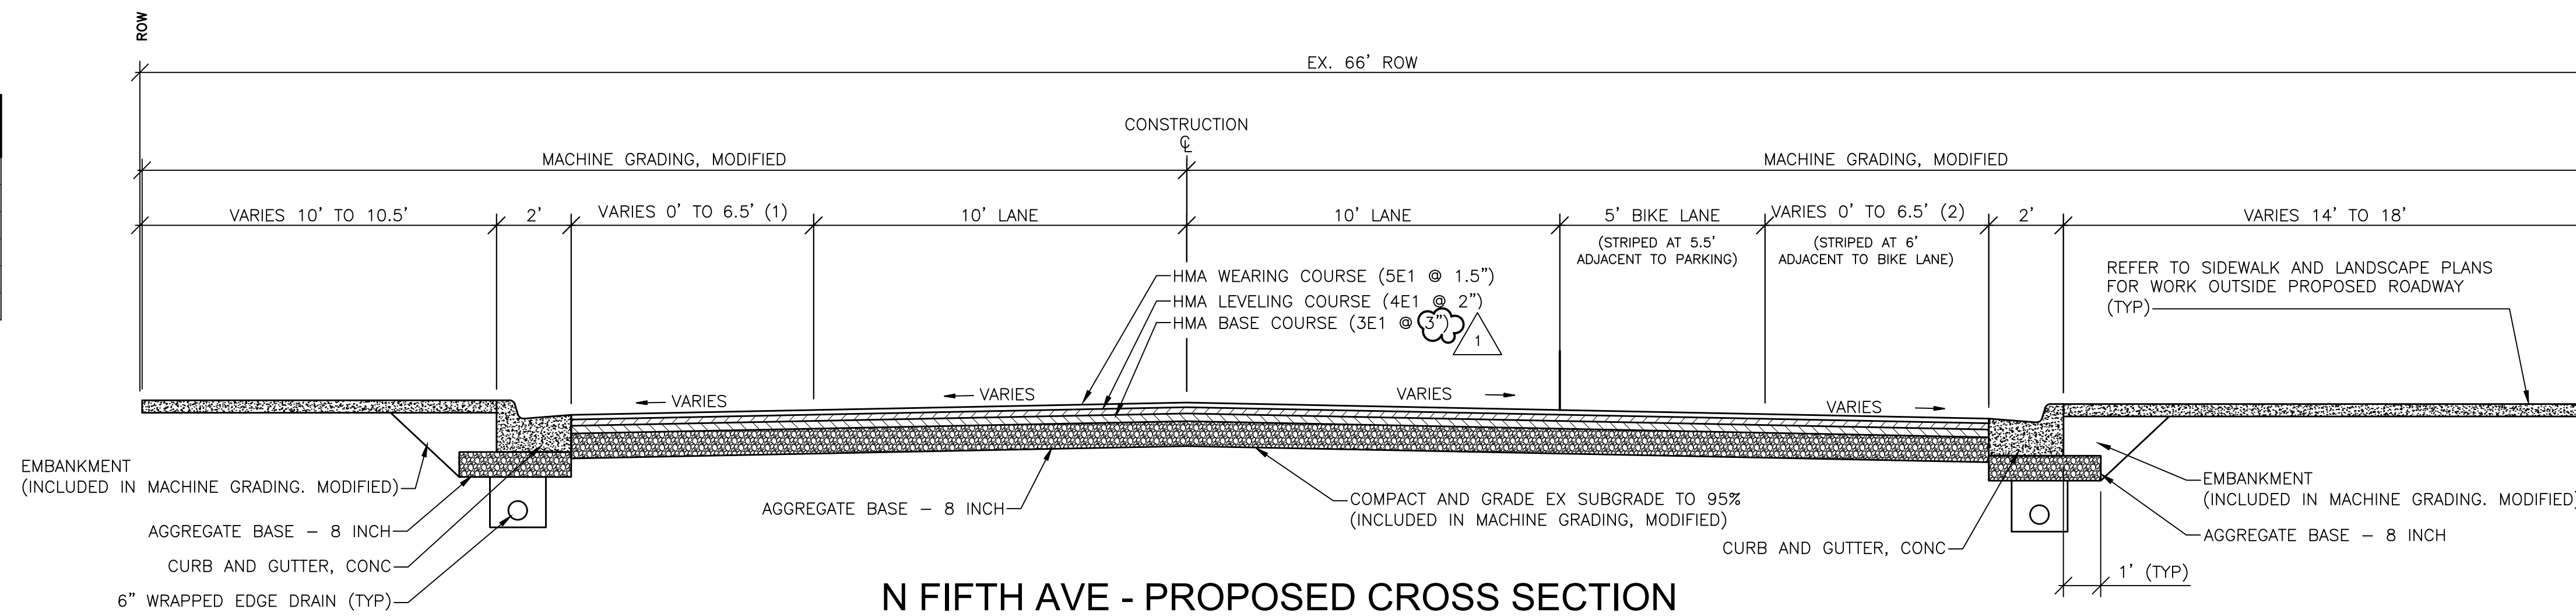 ROW
EX. 66' ROW
CONSTRUCTION
℄
MACHINE GRADING, MODIFIED
MACHINE GRADING, MODIFIED
VARIES 10' TO 10.5'
2'
VARIES 0' TO 6.5' (1)
10' LANE
10' LANE
5' BIKE LANE
(STRIPED AT 5.5'
ADJACENT TO PARKING)
VARIES 0' TO 6.5' (2)
(STRIPED AT 6'
ADJACENT TO BIKE LANE)
2'
VARIES 14' TO 18'
HMA WEARING COURSE (5E1 @ 1.5")
HMA LEVELING COURSE (4E1 @ 2")
HMA BASE COURSE (3E1 @ 3")
1
REFER TO SIDEWALK AND LANDSCAPE PLANS
FOR WORK OUTSIDE PROPOSED ROADWAY
(TYP)
VARIES
VARIES
VARIES
VARIES
EMBANKMENT
(INCLUDED IN MACHINE GRADING. MODIFIED)
AGGREGATE BASE – 8 INCH
CURB AND GUTTER, CONC
6" WRAPPED EDGE DRAIN (TYP)
AGGREGATE BASE – 8 INCH
COMPACT AND GRADE EX SUBGRADE TO 95%
(INCLUDED IN MACHINE GRADING, MODIFIED)
CURB AND GUTTER, CONC
EMBANKMENT
(INCLUDED IN MACHINE GRADING. MODIFIED)
AGGREGATE BASE – 8 INCH
1' (TYP)
N FIFTH AVE - PROPOSED CROSS SECTION